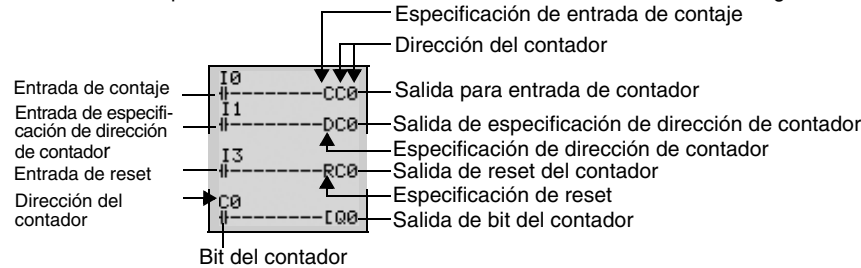 Especificación de entrada de contaje
Dirección del contador
Entrada de contaje
I0
CC0
Salida para entrada de contador
Entrada de especifi-
cación de dirección
de contador
I1
DC0
Salida de especificación de dirección de contador
Especificación de dirección de contador
Entrada de reset
I3
RC0
Salida de reset del contador
Especificación de reset
Dirección del
contador
C0
[Q0
Salida de bit del contador
Bit del contador